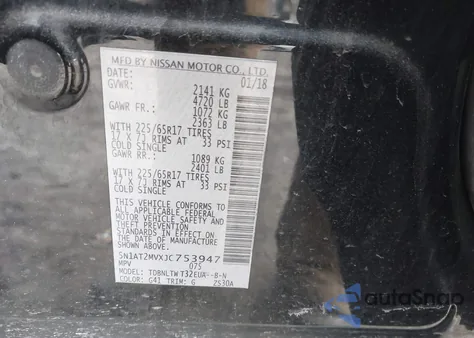 MFD BY NISSAN MOTOR CO., LTD.
DATE: 01/18
GVWR: 2141 KG
4720 LB
GAWR FR: 1072 KG
2363 LB
WITH 225/65R17 TIRES
17 X 7J RIMS AT 33 PSI
COLD SINGLE
GAWR RR: 1089 KG
2401 LB
WITH 225/65R17 TIRES
17 X 7J RIMS AT 33 PSI
COLD SINGLE
THIS VEHICLE CONFORMS TO
ALL APPLICABLE FEDERAL
MOTOR VEHICLE SAFETY
AND THEFT PREVENTION
STANDARDS IN EFFECT ON
THE DATE OF MANUFACTURE
SHOWN ABOVE.
5N1AT2MVXJC753947
MPV 075
MODEL: TDBNLTW T32EUA--B-N
COLOR: G41 TRIM: G 2S30A
autoSnap